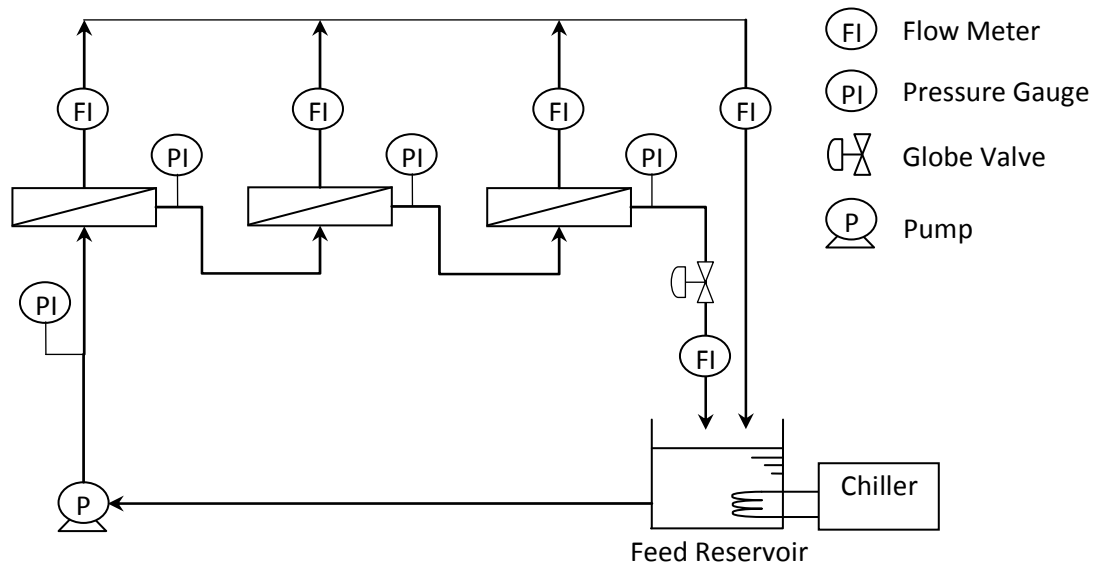 FI Flow Meter
FI
FI
FI
FI
PI Pressure Gauge
PI
PI
PI
Globe Valve
P Pump
PI
FI
Chiller
P
Feed Reservoir